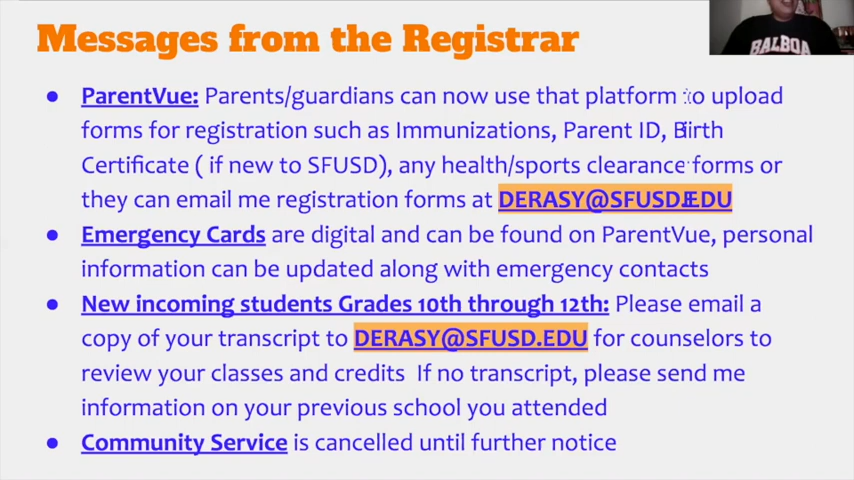 Messages from the Registrar
BALBOA
● ParentVue: Parents/guardians can now use that platform to upload
forms for registration such as Immunizations, Parent ID, Birth
Certificate ( if new to SFUSD), any health/sports clearance forms or
they can email me registration forms at DERASY@SFUSD.EDU
● Emergency Cards are digital and can be found on ParentVue, personal
information can be updated along with emergency contacts
● New incoming students Grades 10th through 12th: Please email a
copy of your transcript to DERASY@SFUSD.EDU for counselors to
review your classes and credits  If no transcript, please send me
information on your previous school you attended
● Community Service is cancelled until further notice